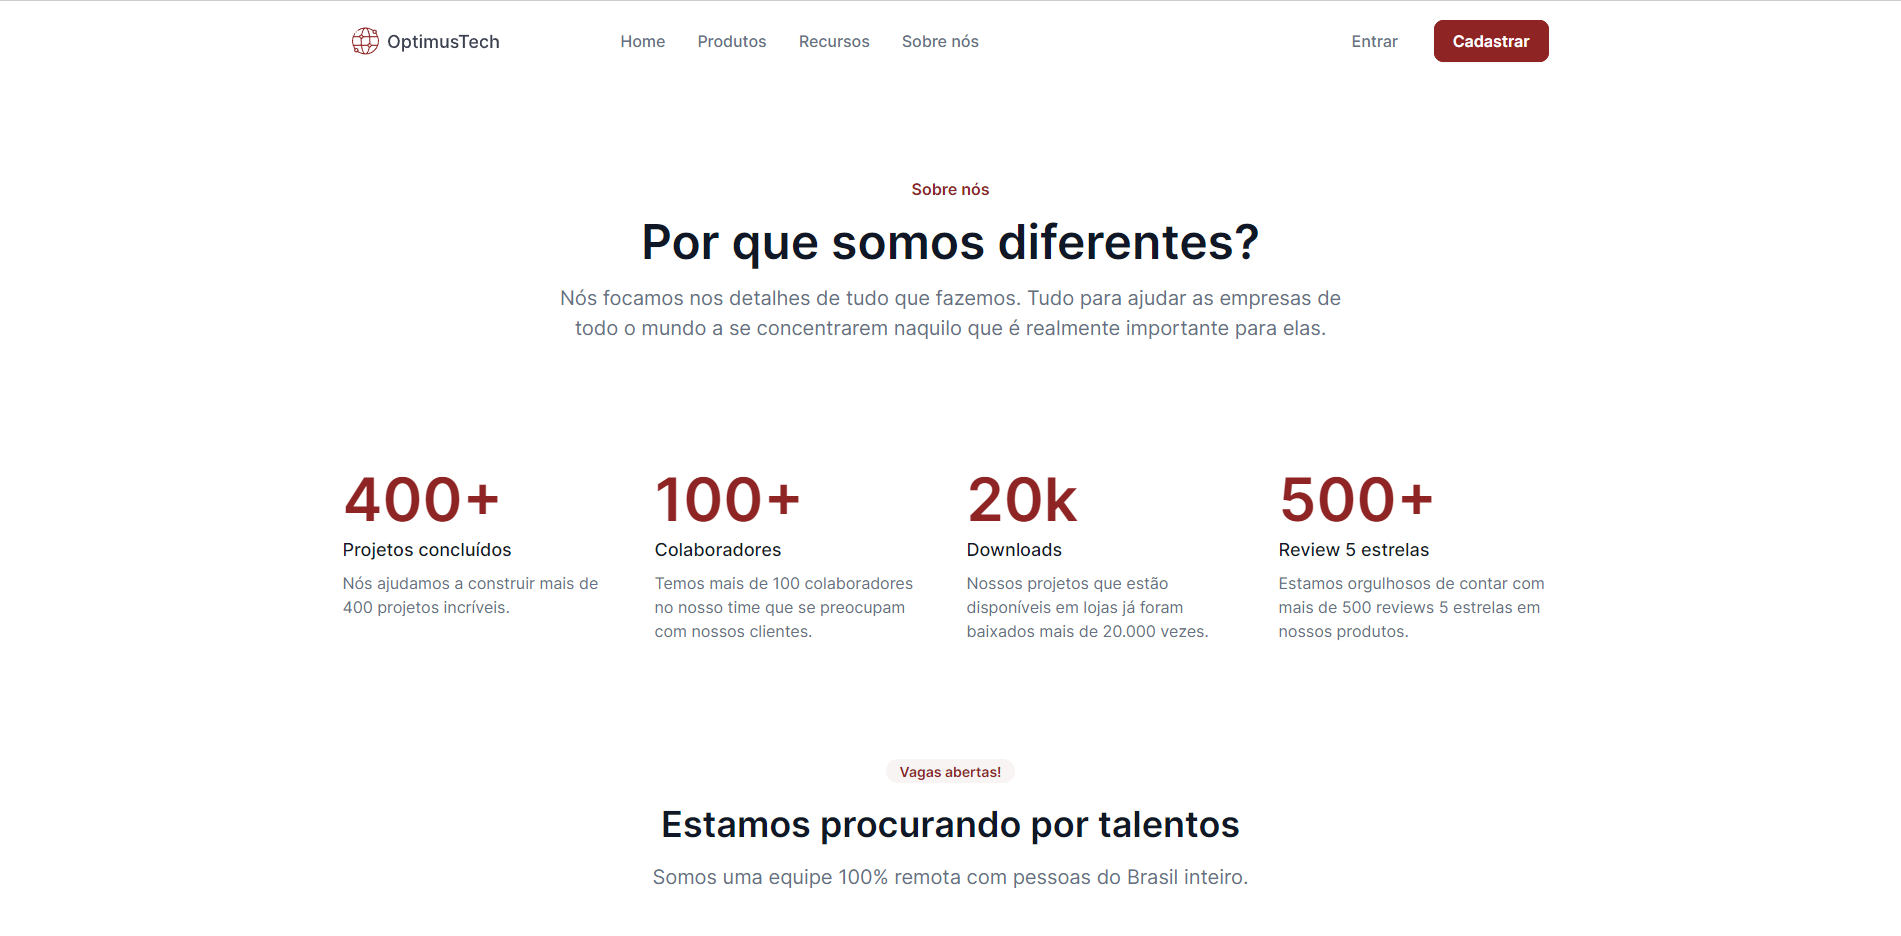 OptimusTech
Home
Produtos
Recursos
Sobre nós
Entrar
Cadastrar
Sobre nós
Por que somos diferentes?
Nós focamos nos detalhes de tudo que fazemos. Tudo para ajudar as empresas de
todo o mundo a se concentrarem naquilo que é realmente importante para elas.
400+
Projetos concluídos
Nós ajudamos a construir mais de
400 projetos incríveis.
100+
Colaboradores
Temos mais de 100 colaboradores
no nosso time que se preocupam
com nossos clientes.
20k
Downloads
Nossos projetos que estão
disponíveis em lojas já foram
baixados mais de 20.000 vezes.
500+
Review 5 estrelas
Estamos orgulhosos de contar com
mais de 500 reviews 5 estrelas em
nossos produtos.
Vagas abertas!
Estamos procurando por talentos
Somos uma equipe 100% remota com pessoas do Brasil inteiro.